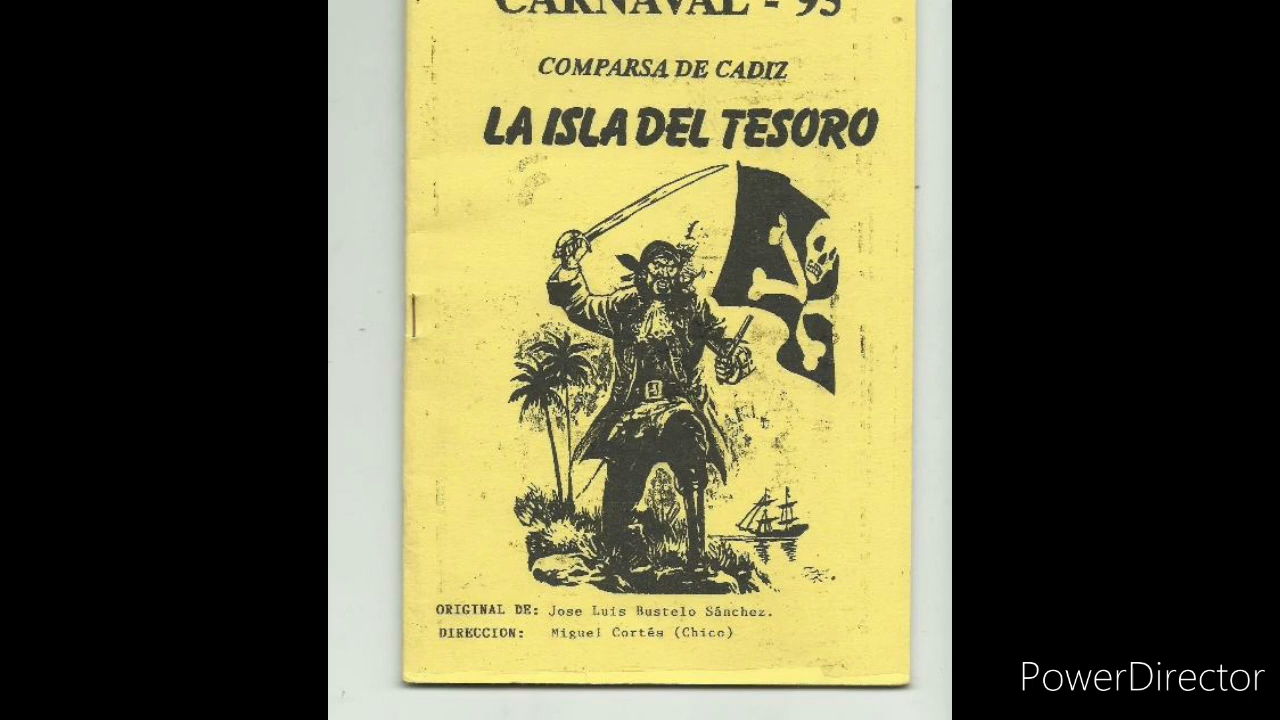 CARNAVAL - 93
COMPARSA DE CADIZ
LA ISLA DEL TESORO
ORIGINAL DE: Jose Luis Bustelo Sánchez.
DIRECCION: Miguel Cortés (Chico)
PowerDirector